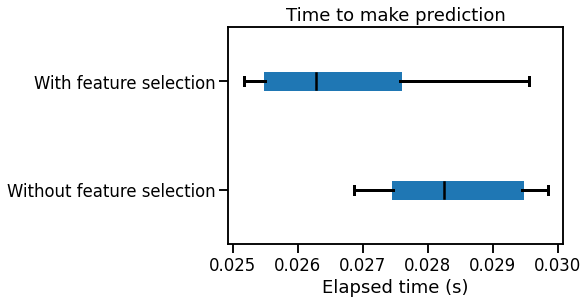 Time to make prediction
With feature selection
Without feature selection
0.025 0.026 0.027 0.028 0.029 0.030
Elapsed time (s)